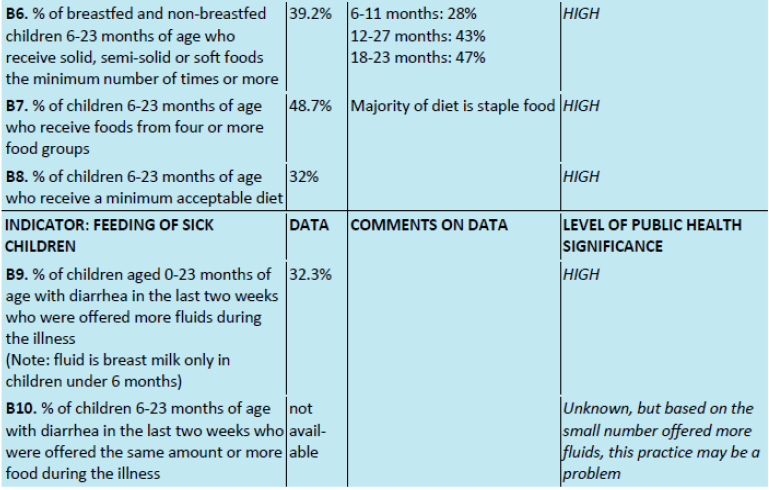 B6. % of breastfed and non-breastfed
children 6-23 months of age who
receive solid, semi-solid or soft foods
the minimum number of times or more
39.2%
6-11 months: 28%
12-27 months: 43%
18-23 months: 47%
HIGH
B7. % of children 6-23 months of age
who receive foods from four or more
food groups
48.7%
Majority of diet is staple food
HIGH
B8. % of children 6-23 months of age
who receive a minimum acceptable diet
32%
HIGH
INDICATOR: FEEDING OF SICK
CHILDREN
DATA
COMMENTS ON DATA
LEVEL OF PUBLIC HEALTH
SIGNIFICANCE
B9. % of children aged 0-23 months of
age with diarrhea in the last two weeks
who were offered more fluids during
the illness
(Note: fluid is breast milk only in
children under 6 months)
32.3%
HIGH
B10. % of children 6-23 months of age
with diarrhea in the last two weeks who
were offered the same amount or more
food during the illness
not
avail-
able
Unknown, but based on the
small number offered more
fluids, this practice may be a
problem